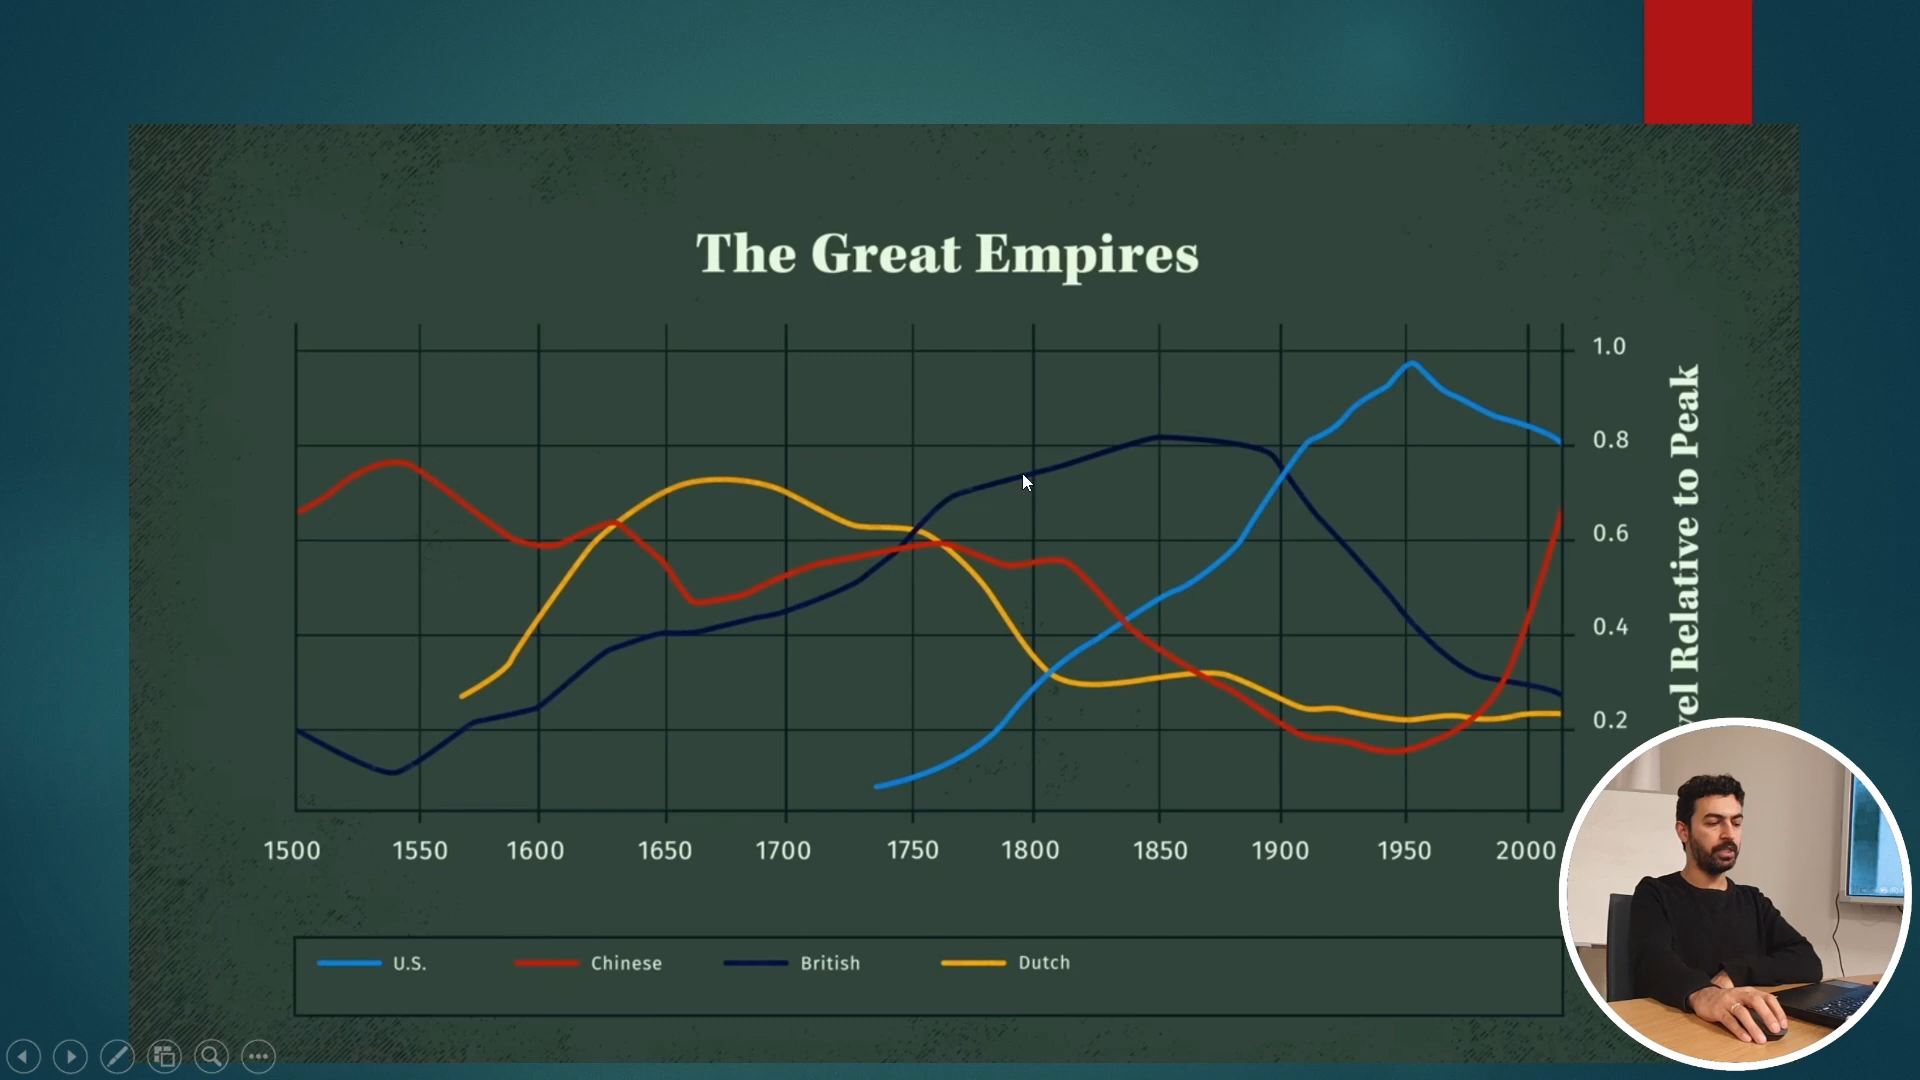 The Great Empires
1.0
0.8
0.6
0.4
0.2
vel Relative to Peak
1500 1550 1600 1650 1700 1750 1800 1850 1900 1950 2000
U.S. Chinese British Dutch